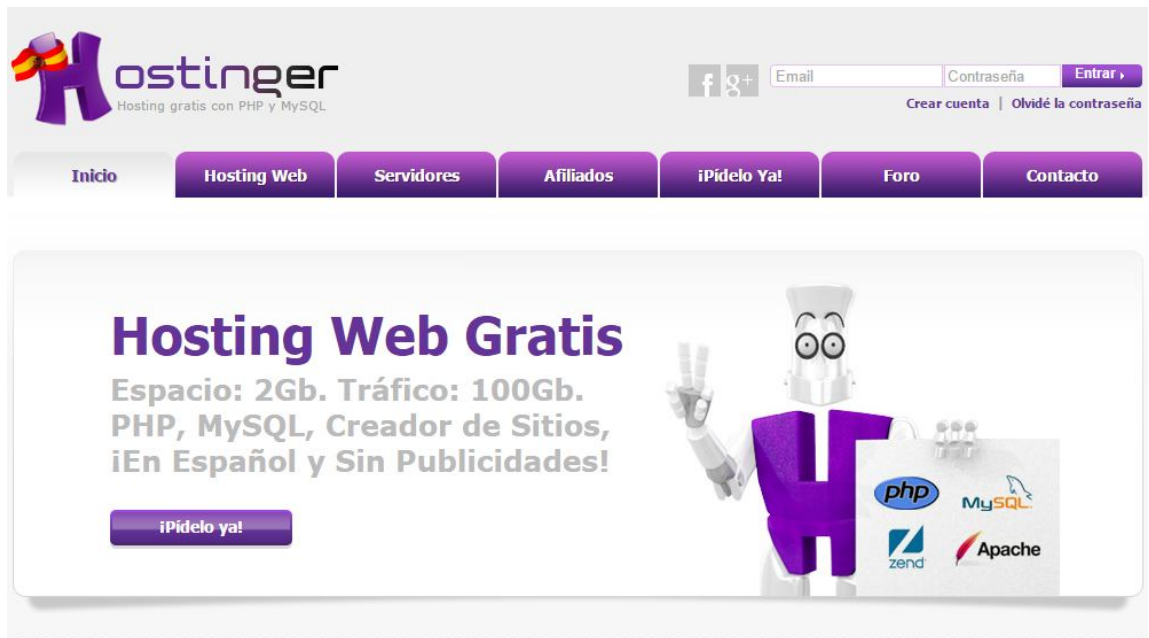 Hostinger
Hosting gratis con PHP y MySQL
f g+
Email Contraseña Entrar
Crear cuenta | Olvidé la contraseña
Inicio Hosting Web Servidores Afiliados ¡Pídelo Ya! Foro Contacto
Hosting Web Gratis
Espacio: 2Gb. Tráfico: 100Gb.
PHP, MySQL, Creador de Sitios,
¡En Español y Sin Publicidades!
¡Pídelo ya!
H
php MySQL
zend Apache